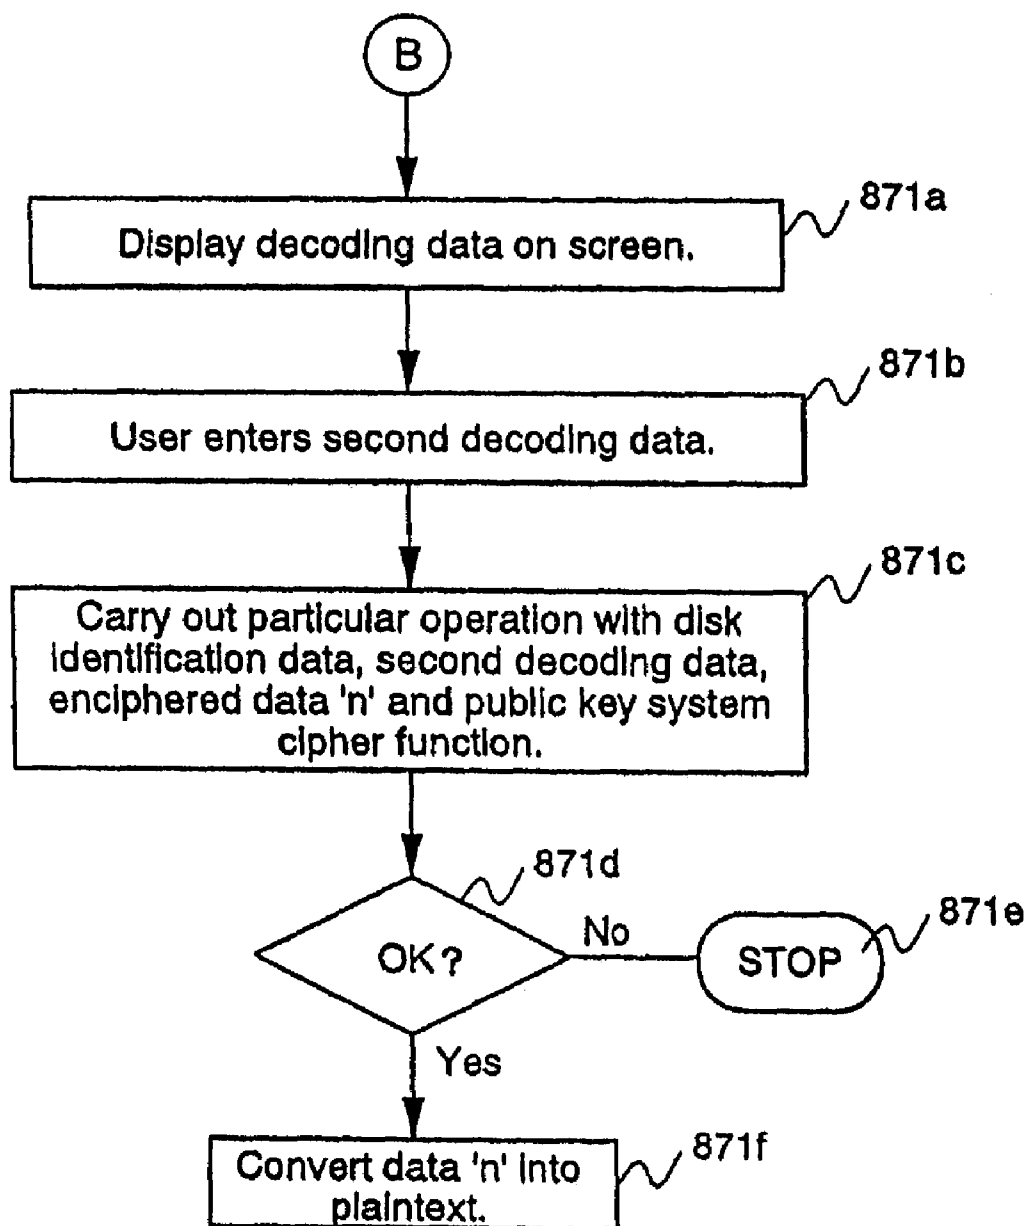 B
871a
Display decoding data on screen.
871b
User enters second decoding data.
871c
Carry out particular operation with disk
identification data, second decoding data,
enciphered data 'n' and public key system
cipher function.
871d
OK?
No
STOP
871e
Yes
871f
Convert data 'n' into
plaintext.